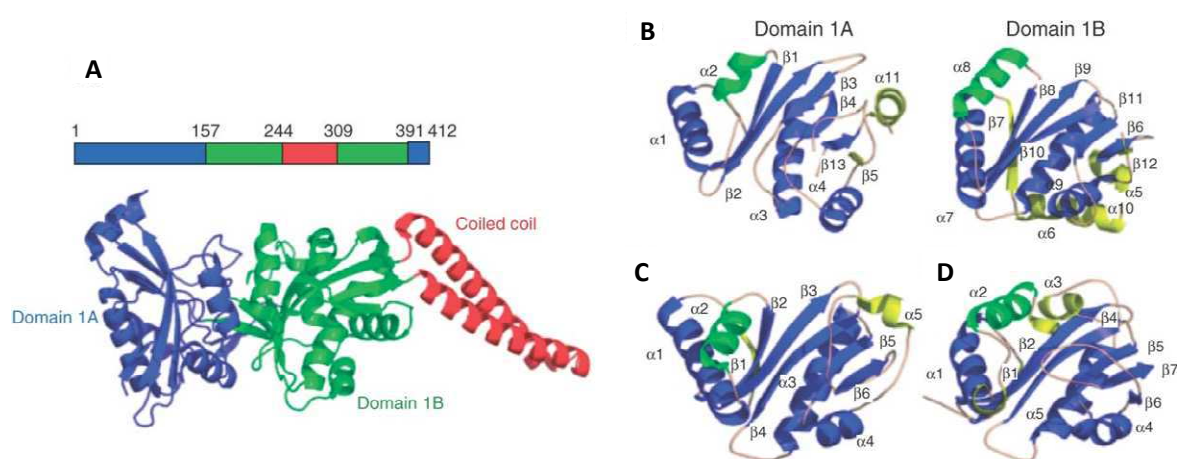 A
1 157 244 309 391 412
Coiled coil
Domain 1A
Domain 1B
B
Domain 1A Domain 1B
α2 β1 β3 β4 α11 α1 β13 β5 β2 α4 α3
α8 β9 β8 β11 β7 β6 β10 β12 α9 α5 α7 α10 α6
C
α2 β2 β3 α5 α1 β1 β5 α3 β6 β4 α4
D
α2 α3 β4 β2 β5 α1 β1 β7 β6 α5 α4